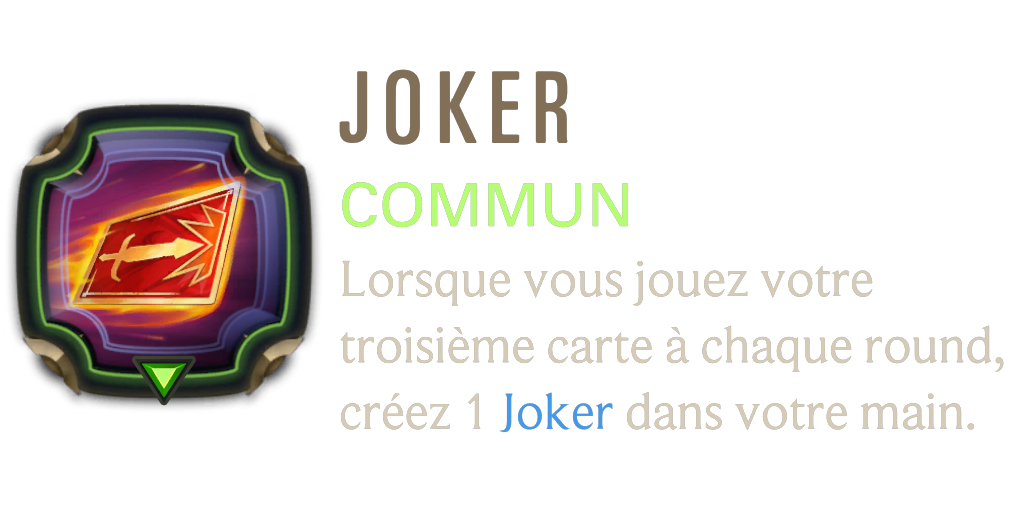 JOKER
COMMUN
Lorsque vous jouez votre
troisième carte à chaque round,
créez 1 Joker dans votre main.